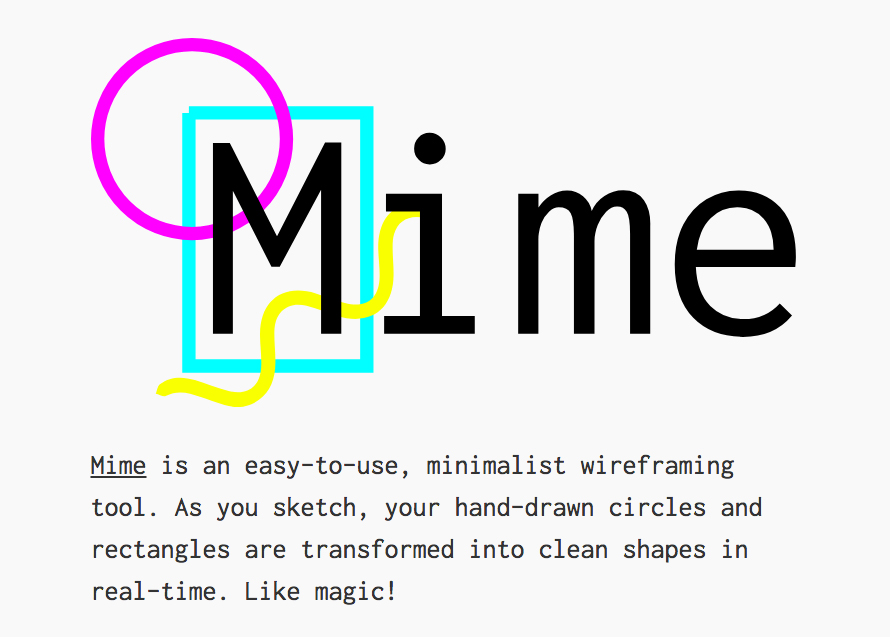 Mime
Mime is an easy-to-use, minimalist wireframing
tool. As you sketch, your hand-drawn circles and
rectangles are transformed into clean shapes in
real-time. Like magic!